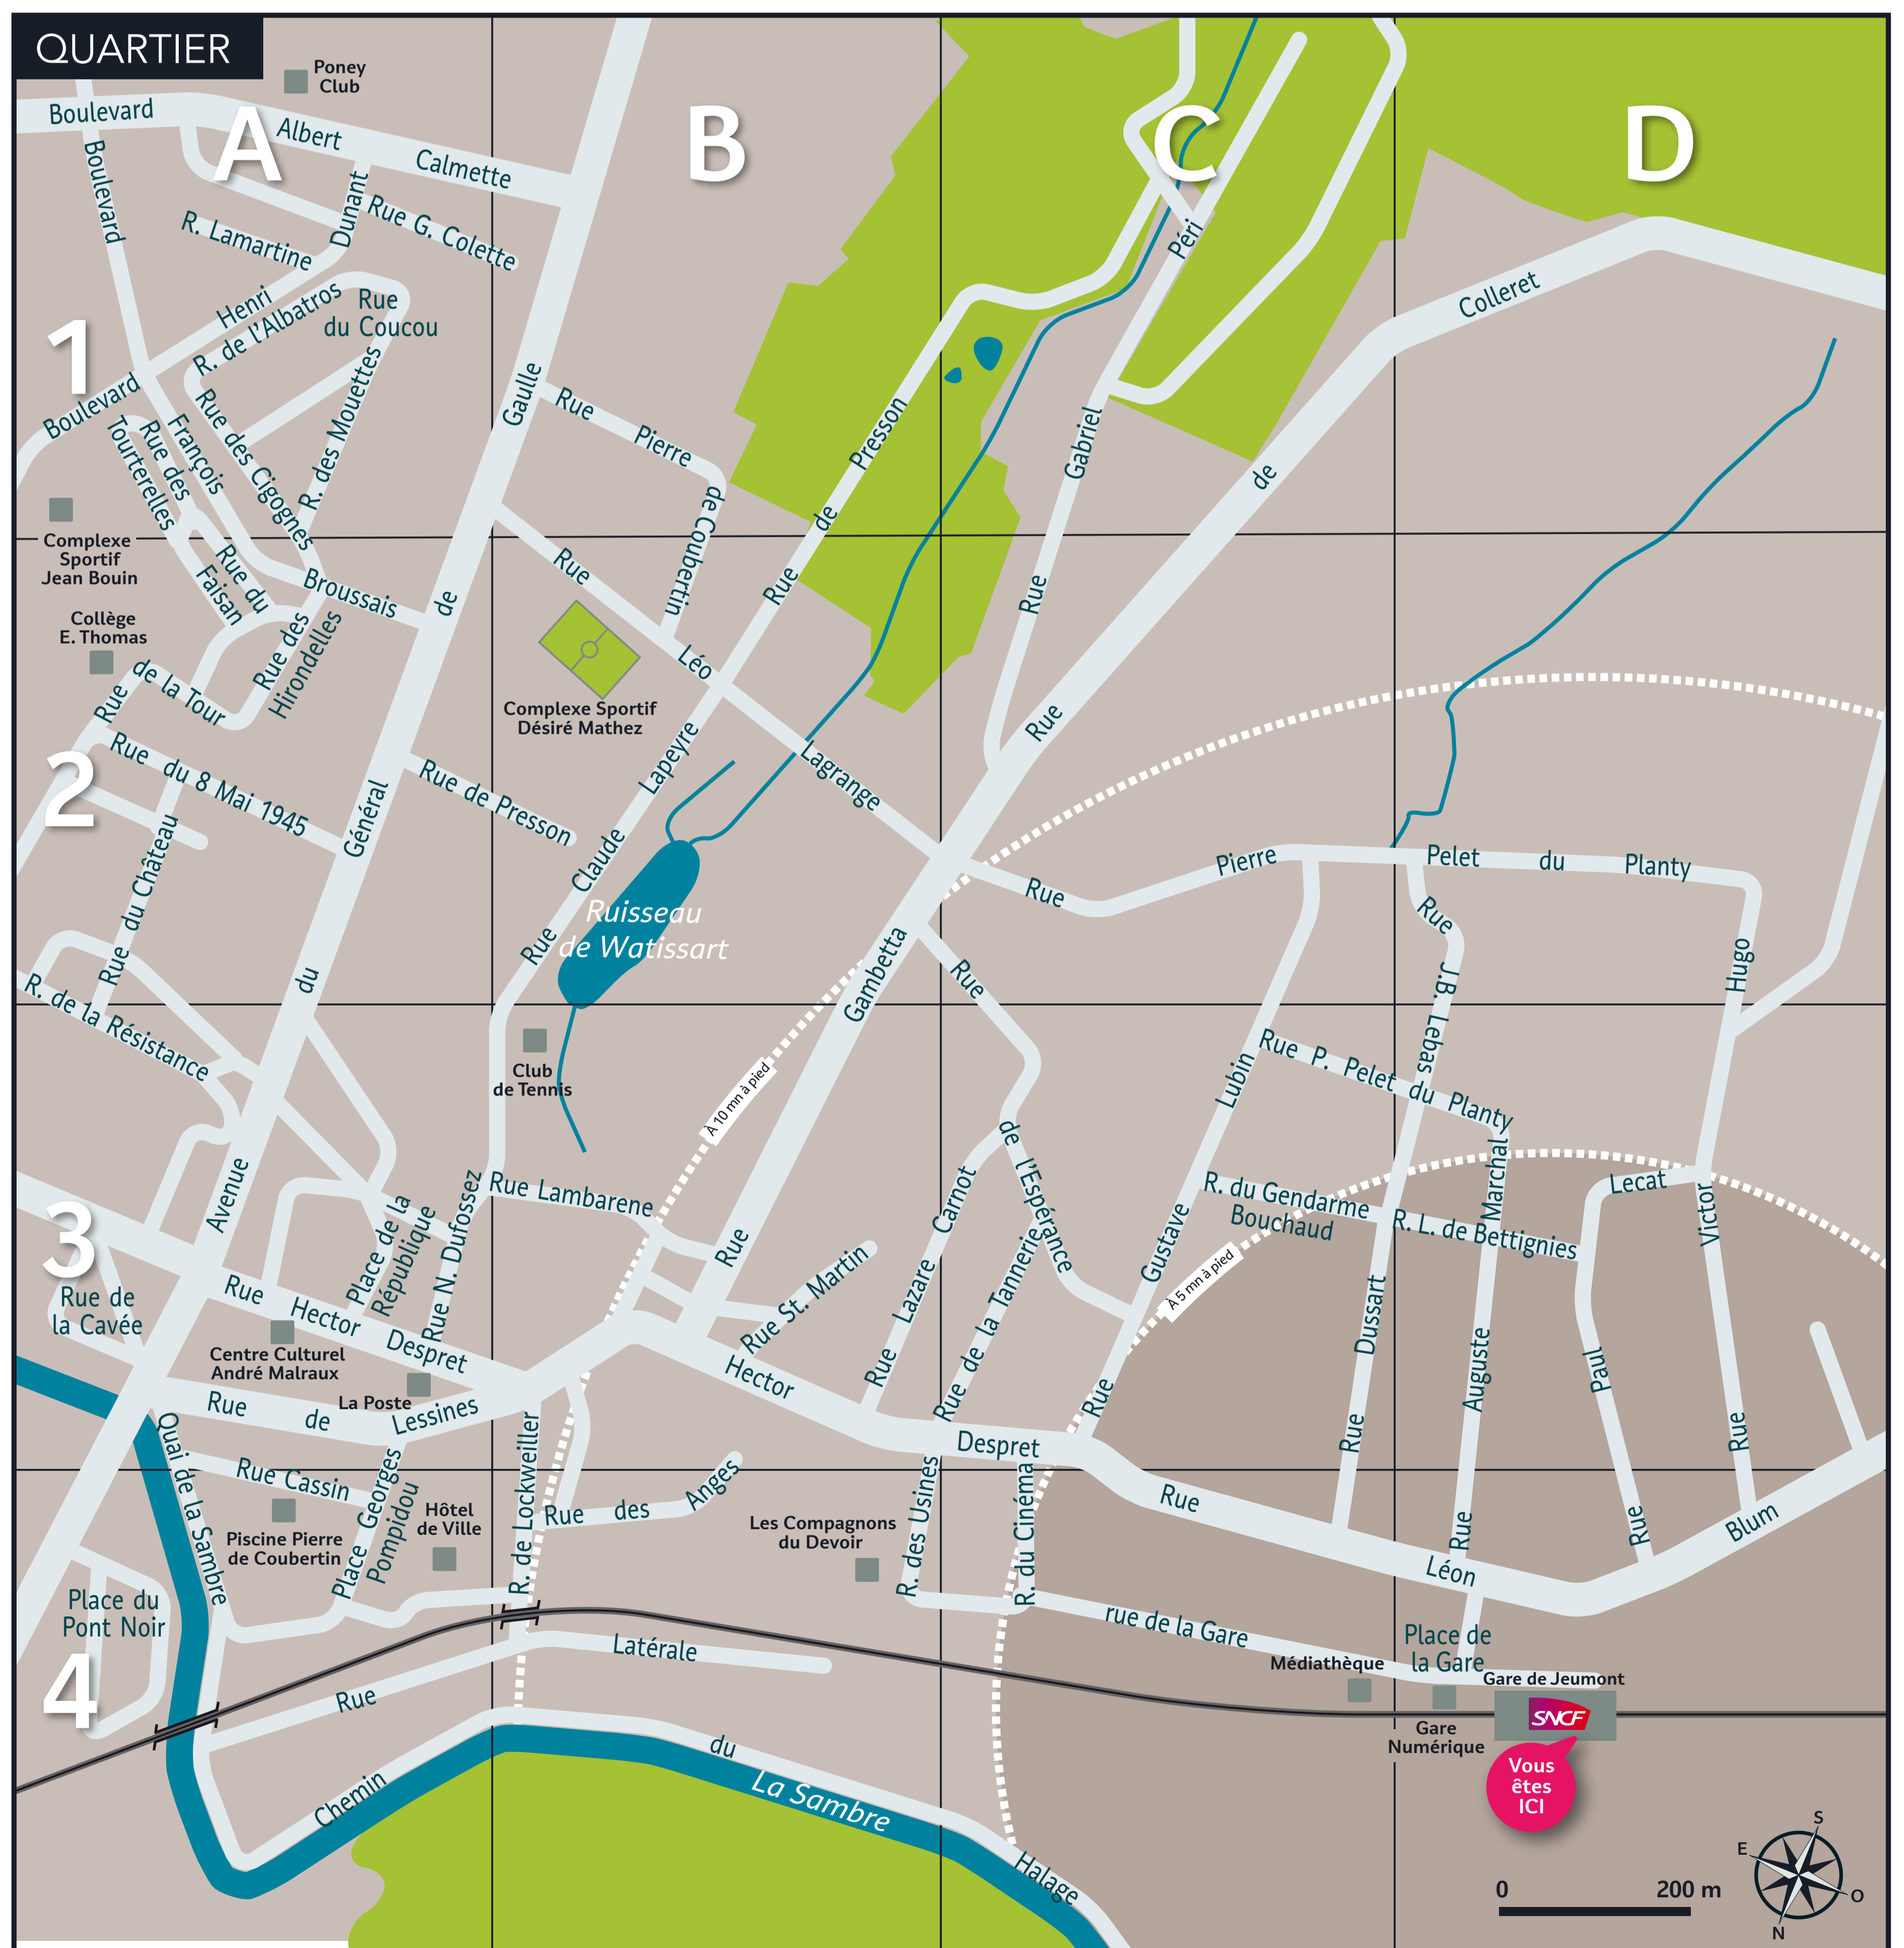 QUARTIER
Poney
Club
A
B
C
D
1
2
3
4
Boulevard
Albert
Calmette
Boulevard
François
Broussais
Dunant
Henri
Boulevard
Rue G. Colette
R. Lamartine
R. de l'Albatros
Rue
du Coucou
R. des Mouettes
Rue des Cigognes
Rue des
Tourterelles
Rue du
Faisan
Rue des
Hirondelles
Complexe
Sportif
Jean Bouin
Collège
E. Thomas
Rue
de la Tour
Rue du 8 Mai 1945
Rue du Château
R. de la Résistance
Avenue
du
Général
de
Gaulle
Rue
Pierre
de Coubertin
Rue
Léo
Lagrange
Complexe Sportif
Désiré Mathez
Rue de Presson
Rue
Claude
Lapeyre
Rue
de
Presson
Ruisseau
de Watissart
Club
de Tennis
Rue
Gabriel
Péri
Rue
de
Colleret
Rue
Gambetta
Rue
Pierre
Pelet
du
Planty
Rue
de
l'Espérance
Rue
J.B. Lebas
Rue P. Pelet du Planty
Rue
Gustave
Lubin
R. du Gendarme
Bouchaud
R. L. de Bettignies
Rue
Dussart
Rue
Auguste
Marchal
Rue
Paul
Lecat
Rue
Victor
Hugo
À 10 mn à pied
À 5 mn à pied
Rue Lambarene
Rue St. Martin
Rue Lazare Carnot
Rue de la Tannerie
Rue N. Dufossez
Place de la
République
Rue de
la Cavée
Rue
Hector
Despret
Centre Culturel
André Malraux
La Poste
Rue
de
Lessines
Hector
Despret
Quai de la Sambre
Rue Cassin
Piscine Pierre
de Coubertin
Place Georges
Pompidou
Hôtel
de Ville
R. de Lockweiller
Rue des Anges
Les Compagnons
du Devoir
R. des Usines
R. du Cinéma
Rue
Léon
Blum
rue de la Gare
Place de
la Gare
Médiathèque
Gare de Jeumont
SNCF
Gare
Numérique
Vous
êtes
ICI
Place du
Pont Noir
Rue
Latérale
Chemin
du
Halage
La Sambre
0
200 m
S
E
O
N